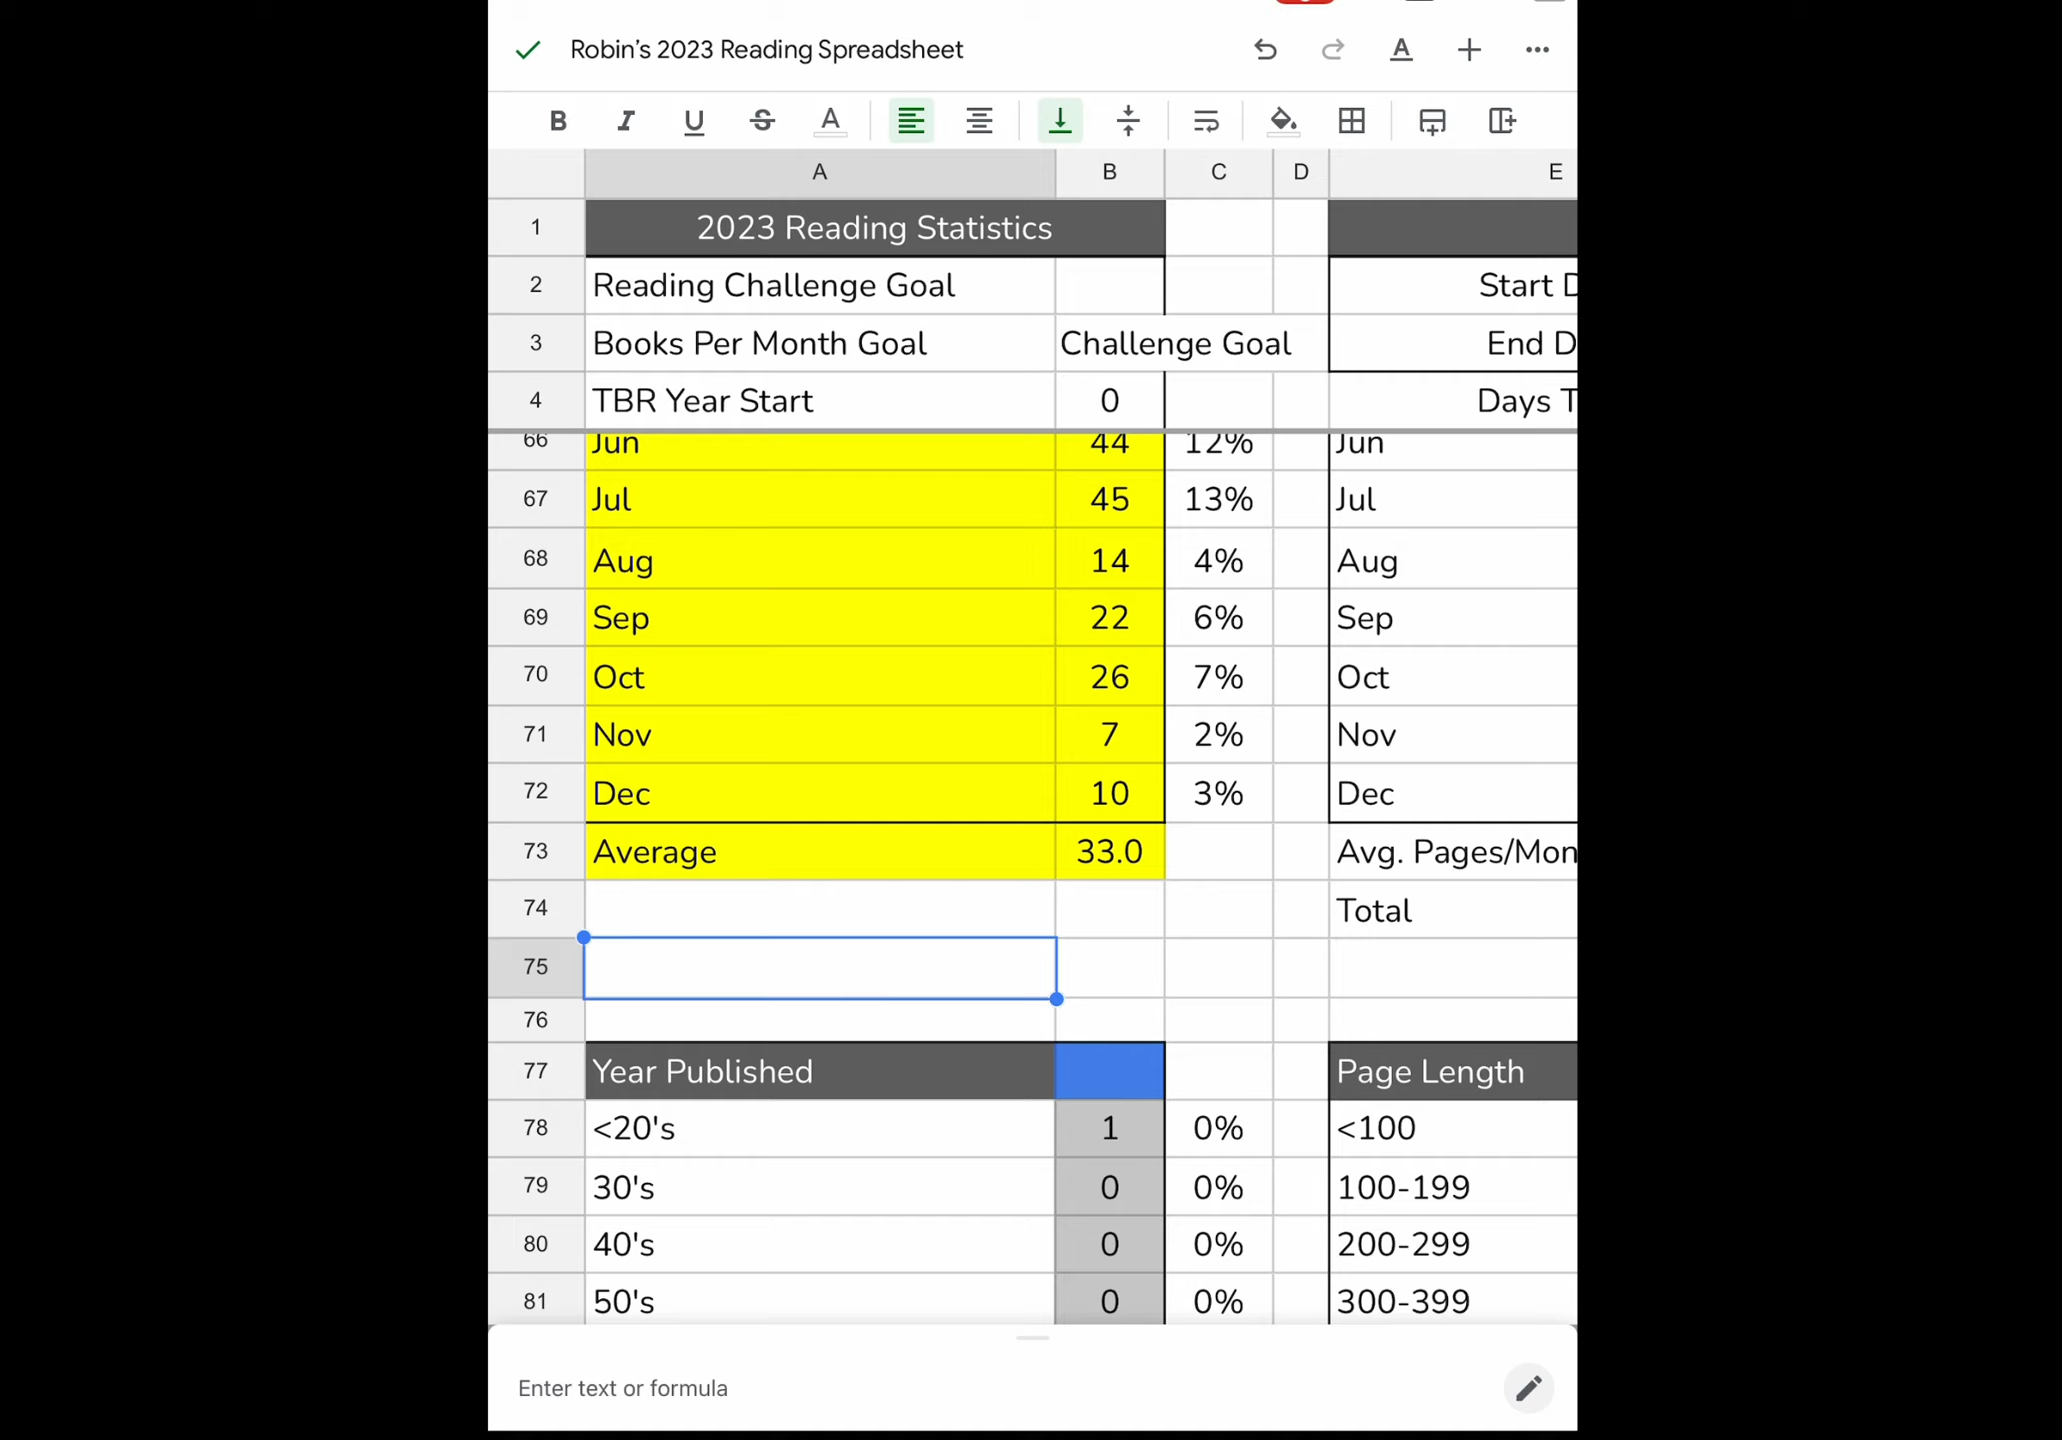 Robin's 2023 Reading Spreadsheet
B I U S A
A B C D E
1 2023 Reading Statistics
2 Reading Challenge Goal Start D
3 Books Per Month Goal Challenge Goal End D
4 TBR Year Start 0 Days T
66 Jun 44 12% Jun
67 Jul 45 13% Jul
68 Aug 14 4% Aug
69 Sep 22 6% Sep
70 Oct 26 7% Oct
71 Nov 7 2% Nov
72 Dec 10 3% Dec
73 Average 33.0 Avg. Pages/Mon
74 Total
75
76
77 Year Published Page Length
78 <20's 1 0% <100
79 30's 0 0% 100-199
80 40's 0 0% 200-299
81 50's 0 0% 300-399
Enter text or formula